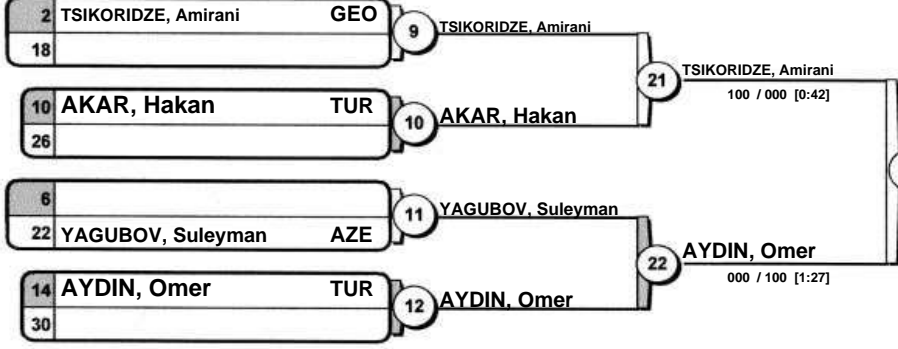 2 TSIKORIDZE, Amirani GEO
18
9
TSIKORIDZE, Amirani
10 AKAR, Hakan TUR
26
10
AKAR, Hakan
21
TSIKORIDZE, Amirani
100 / 000 [0:42]
6
22 YAGUBOV, Suleyman AZE
11
YAGUBOV, Suleyman
14 AYDIN, Omer TUR
30
12
AYDIN, Omer
22
AYDIN, Omer
000 / 100 [1:27]